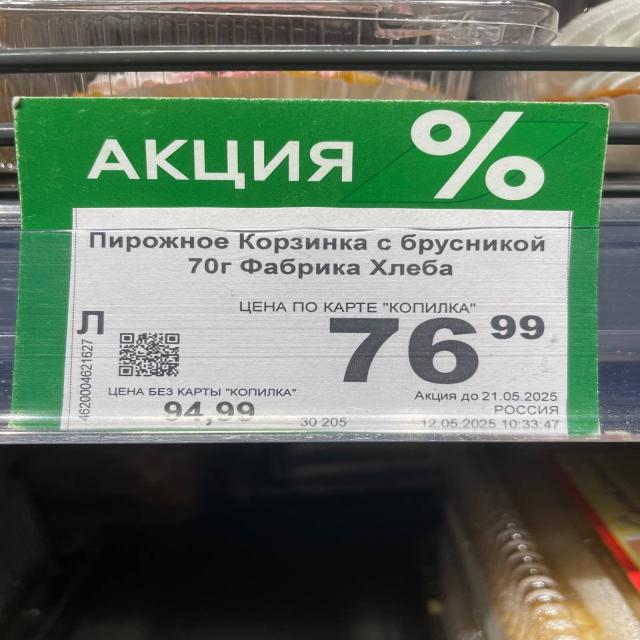 АКЦИЯ %
Пирожное Корзинка с брусникой
70г Фабрика Хлеба
ЦЕНА ПО КАРТЕ "КОПИЛКА"
76 99
Л
4620004621627
ЦЕНА БЕЗ КАРТЫ "КОПИЛКА"
94,99
Акция до 21.05.2025
РОССИЯ
30 205
12.05.2025 10:33:47